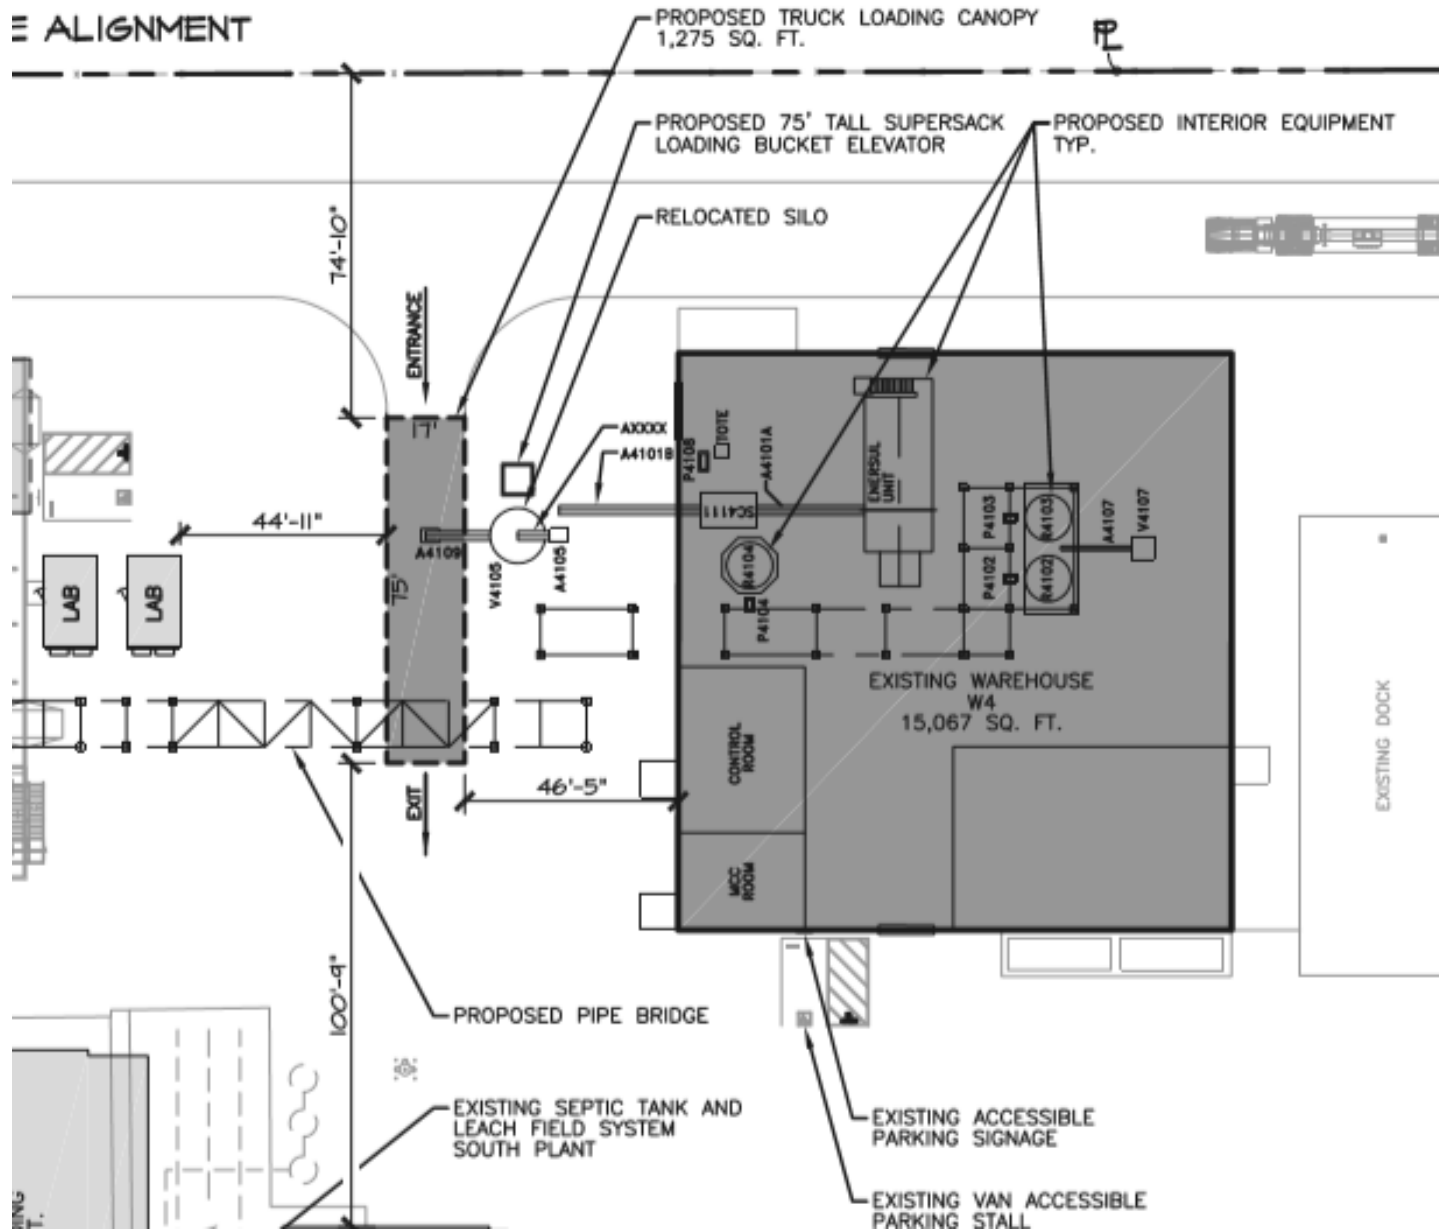 E ALIGNMENT
PROPOSED TRUCK LOADING CANOPY
1,275 SQ. FT.
PL
PROPOSED 75' TALL SUPERSACK
LOADING BUCKET ELEVATOR
PROPOSED INTERIOR EQUIPMENT
TYP.
RELOCATED SILO
74'-10"
ENTRANCE
17'
AXXXX
A4101B
P4108
TOTE
A4101A
ENERSUL
UNIT
SC4111
44'-11"
A4109
75'
V4105
A4105
R4104
P4104
P4103
P4102
R4103
R4102
A4107
V4107
LAB
LAB
EXISTING WAREHOUSE
W4
15,067 SQ. FT.
CONTROL
ROOM
46'-5"
EXIT
MCC
ROOM
EXISTING DOCK
100'-9"
PROPOSED PIPE BRIDGE
EXISTING SEPTIC TANK AND
LEACH FIELD SYSTEM
SOUTH PLANT
EXISTING ACCESSIBLE
PARKING SIGNAGE
EXISTING VAN ACCESSIBLE
PARKING STALL
DING
T.